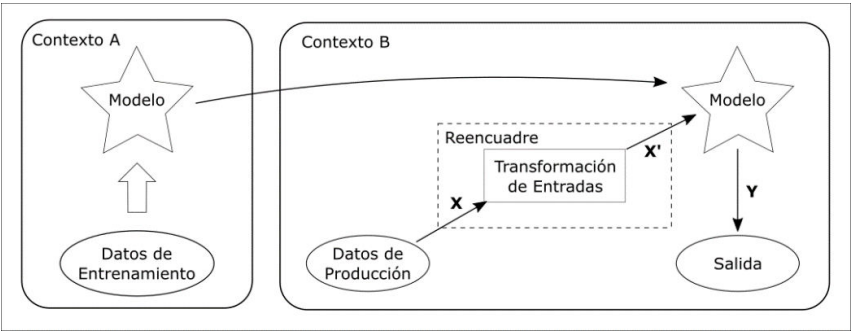 Contexto A
Modelo
Datos de
Entrenamiento
Contexto B
Modelo
Reencuadre
X'
Transformación
de Entradas
X
Y
Datos de
Producción
Salida